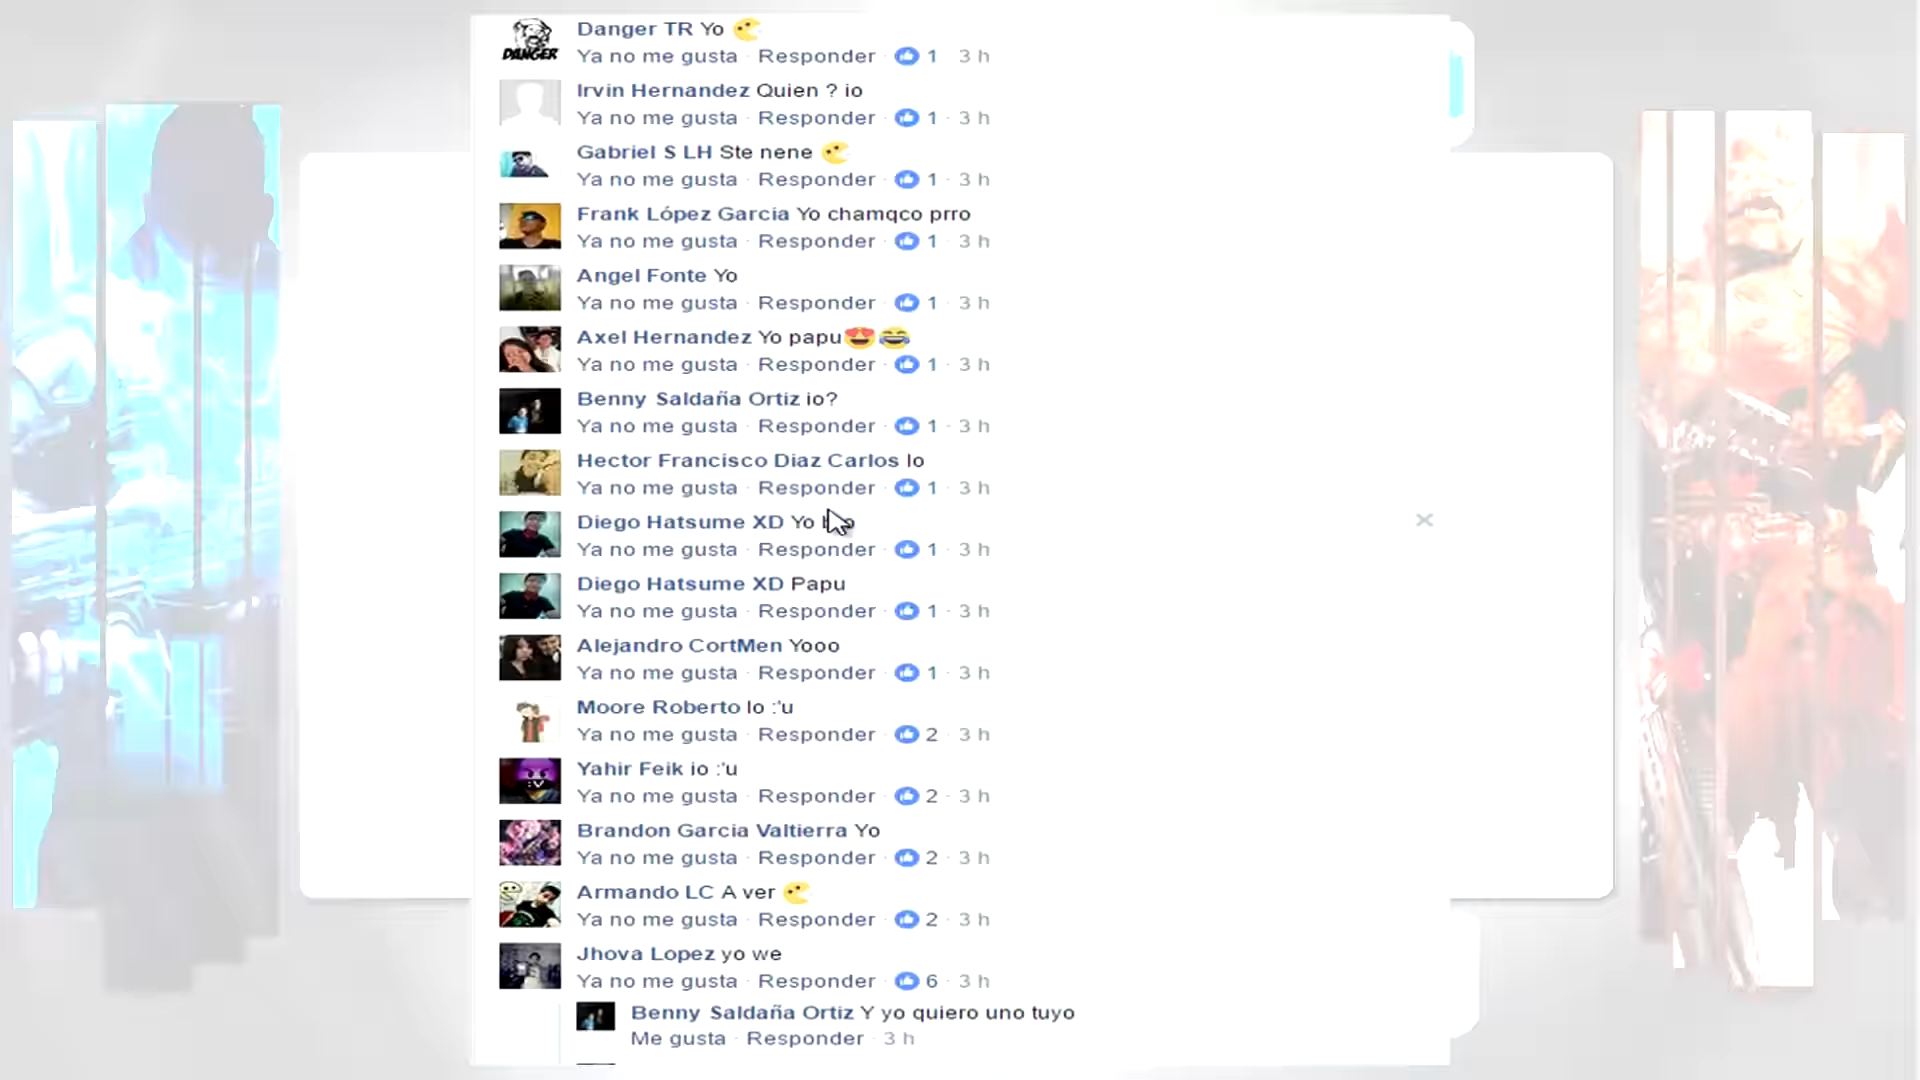 Danger TR Yo
DANGER
Ya no me gusta · Responder · 1 3 h
Irvin Hernandez Quien ? io
Ya no me gusta · Responder · 1 · 3 h
Gabriel S LH Ste nene
Ya no me gusta · Responder · 1 · 3 h
Frank López Garcia Yo chamqco prro
Ya no me gusta · Responder · 1 · 3 h
Angel Fonte Yo
Ya no me gusta · Responder · 1 · 3 h
Axel Hernandez Yo papu😍😂
Ya no me gusta · Responder · 1 · 3 h
Benny Saldaña Ortiz io?
Ya no me gusta · Responder · 1 · 3 h
Hector Francisco Diaz Carlos Io
Ya no me gusta · Responder · 1 · 3 h
Diego Hatsume XD Yo
Ya no me gusta · Responder · 1 · 3 h
Diego Hatsume XD Papu
Ya no me gusta · Responder · 1 · 3 h
Alejandro CortMen Yooo
Ya no me gusta · Responder · 1 · 3 h
Moore Roberto Io :'u
Ya no me gusta · Responder · 2 · 3 h
Yahir Feik io :'u
Ya no me gusta · Responder · 2 · 3 h
Brandon Garcia Valtierra Yo
Ya no me gusta · Responder · 2 · 3 h
Armando LC A ver
Ya no me gusta · Responder · 2 · 3 h
Jhova Lopez yo we
Ya no me gusta · Responder · 6 · 3 h
Benny Saldaña Ortiz Y yo quiero uno tuyo
Me gusta · Responder · 3 h